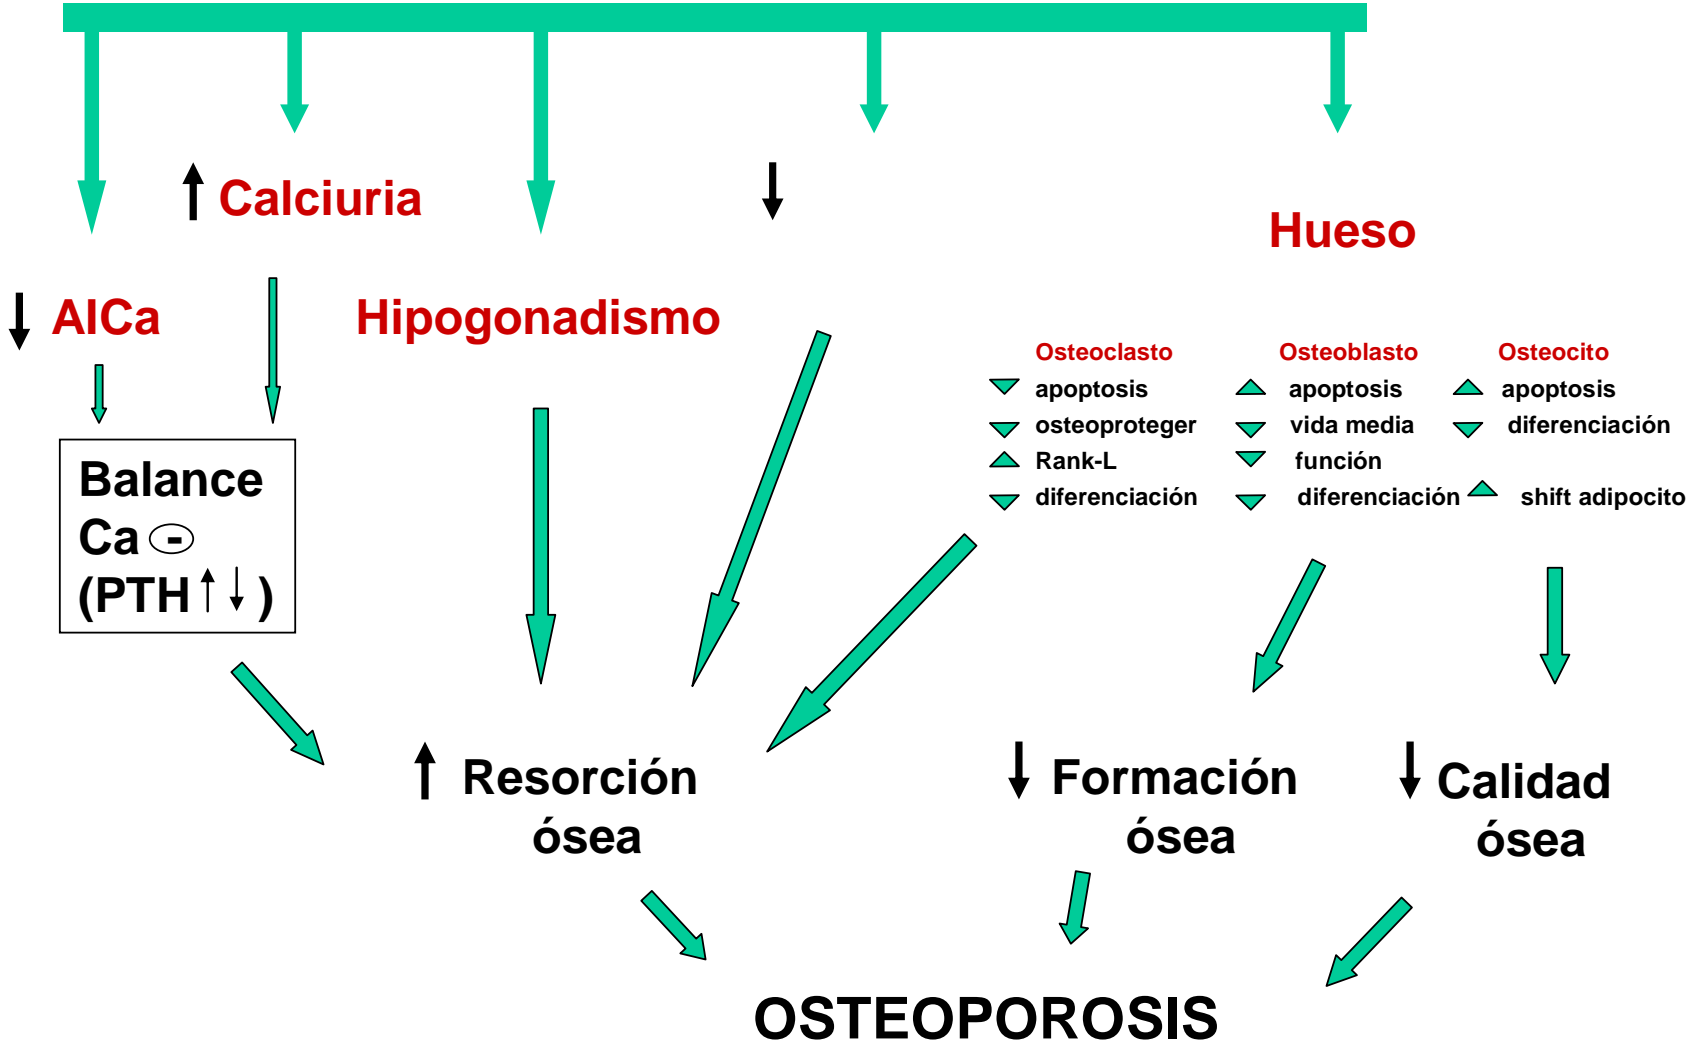 Calciuria
Hueso
AICa
Hipogonadismo
Osteoclasto
apoptosis
osteoproteger
Rank-L
diferenciación
Osteoblasto
apoptosis
vida media
función
diferenciación
Osteocito
apoptosis
diferenciación
shift adipocito
Balance
Ca -
(PTH↑↓)
Resorción
ósea
Formación
ósea
Calidad
ósea
OSTEOPOROSIS